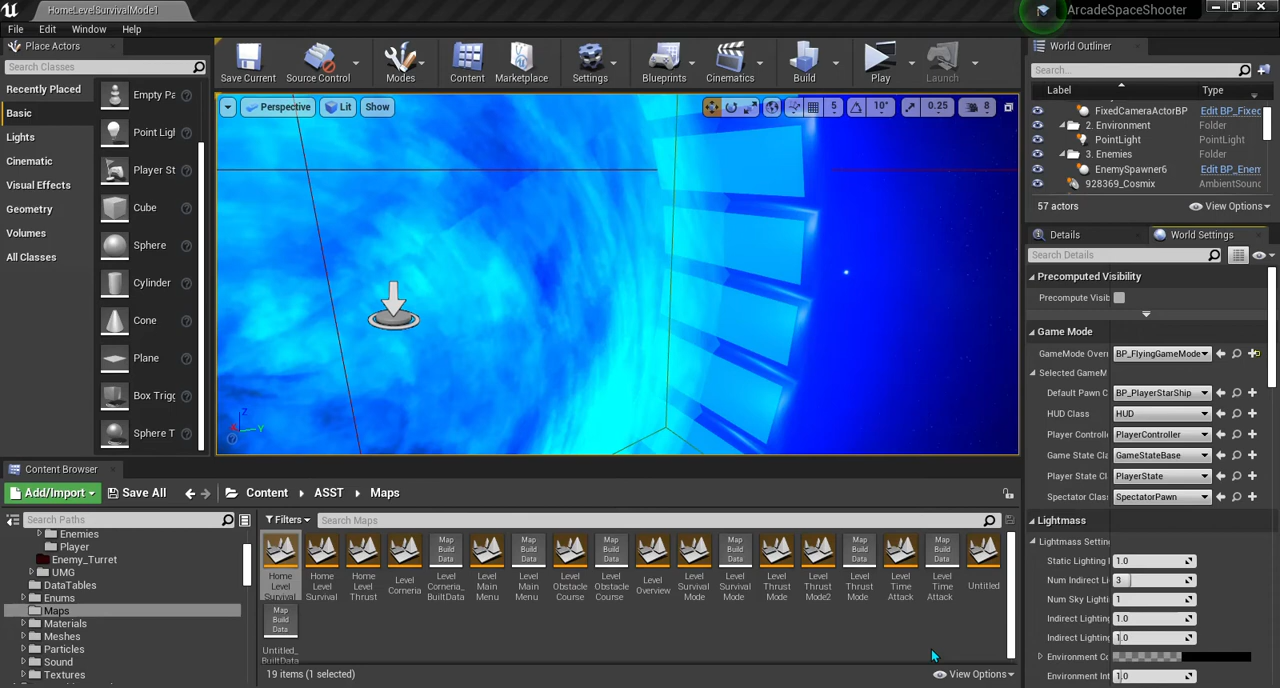 HomeLevelSurvivalMode1
ArcadeSpaceShooter
File Edit Window Help
Place Actors
Search Classes
Recently Placed
Basic
Lights
Cinematic
Visual Effects
Geometry
Volumes
All Classes
Empty Pa
Point Ligh
Player St
Cube
Sphere
Cylinder
Cone
Plane
Box Trigg
Sphere T
Save Current
Source Control
Modes
Content
Marketplace
Settings
Blueprints
Cinematics
Build
Play
Launch
Perspective
Lit
Show
5
10°
0.25
8
Z
X Y
World Outliner
Search...
Label Type
FixedCameraActorBP Edit BP_Fixed
2. Environment Folder
PointLight PointLight
3. Enemies Folder
EnemySpawner6 Edit BP_Enem
928369_Cosmix AmbientSound
57 actors View Options
Details World Settings
Search Details
Precomputed Visibility
Precompute Visib
Game Mode
GameMode Overr BP_FlyingGameMode
Selected GameM
Default Pawn C BP_PlayerStarShip
HUD Class HUD
Player Controlle PlayerController
Game State Cla GameStateBase
Player State Cl PlayerState
Spectator Class SpectatorPawn
Lightmass
Lightmass Setting
Static Lighting L 1.0
Num Indirect Li 3
Num Sky Lighti 1
Indirect Lighting 1.0
Indirect Lighting 1.0
Environment Co
Environment Int 1.0
Content Browser
Add/Import Save All Content ASST Maps
Search Paths
Enemies
Player
Enemy_Turret
UMG
DataTables
Enums
Maps
Materials
Meshes
Particles
Sound
Textures
Filters Search Maps
Home Level Survival
Home Level Survival
Home Level Thrust
Level Corneria
Map Build Data Level Corneria_ BuiltData
Level Main Menu
Map Build Data Level Main Menu
Level Obstacle Course
Map Build Data Level Obstacle Course
Level Overview
Level Survival Mode
Map Build Data Level Survival Mode
Level Thrust Mode
Level Thrust Mode2
Map Build Data Level Thrust Mode
Level Time Attack
Map Build Data Level Time Attack
Untitled
Map Build Data Untitled_ BuiltData
19 items (1 selected)
View Options